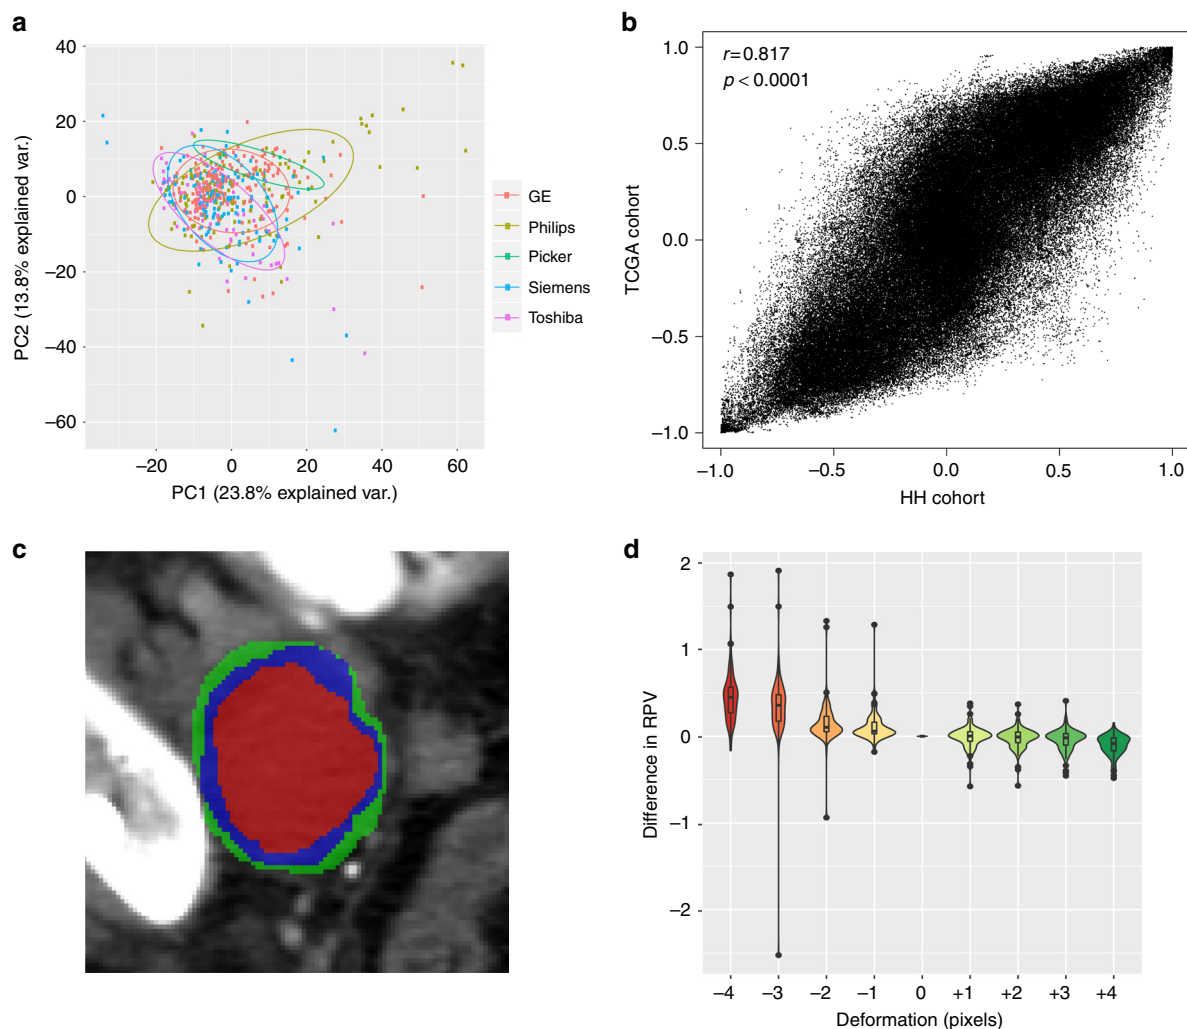 a
40
20
0
−20
−40
−60
PC2 (13.8% explained var.)
−20
0
20
40
60
PC1 (23.8% explained var.)
GE
Philips
Picker
Siemens
Toshiba
b
r=0.817
p<0.0001
1.0
0.5
0.0
−0.5
−1.0
TCGA cohort
−1.0
−0.5
0.0
0.5
1.0
HH cohort
c
d
2
1
0
−1
−2
Difference in RPV
−4
−3
−2
−1
0
+1
+2
+3
+4
Deformation (pixels)